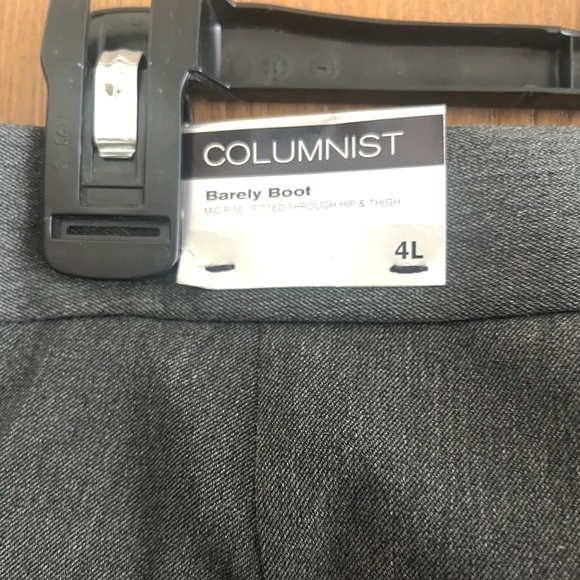 COLUMNIST
Barely Boot
MID RISE | FITTED THROUGH HIP & THIGH
4L